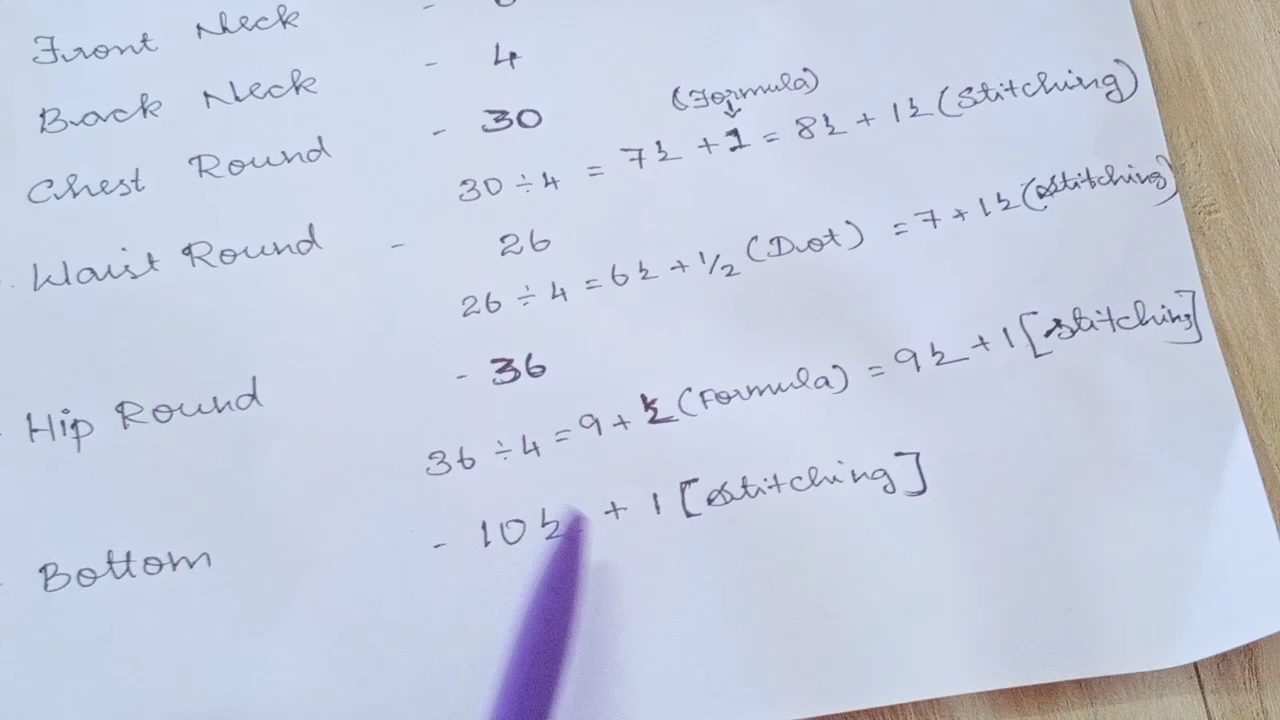 Front Neck -
Back Neck - 4
Chest Round - 30
(Formula)
↓
30 ÷ 4 = 7½ + 1 = 8½ + 1½ (Stitching)
Waist Round - 26
26 ÷ 4 = 6½ + 1/2 (Dot) = 7 + 1½ (Stitching)
Hip Round - 36
36 ÷ 4 = 9 + ½ (Formula) = 9½ + 1 [Stitching]
Bottom - 10½ + 1 [Stitching]